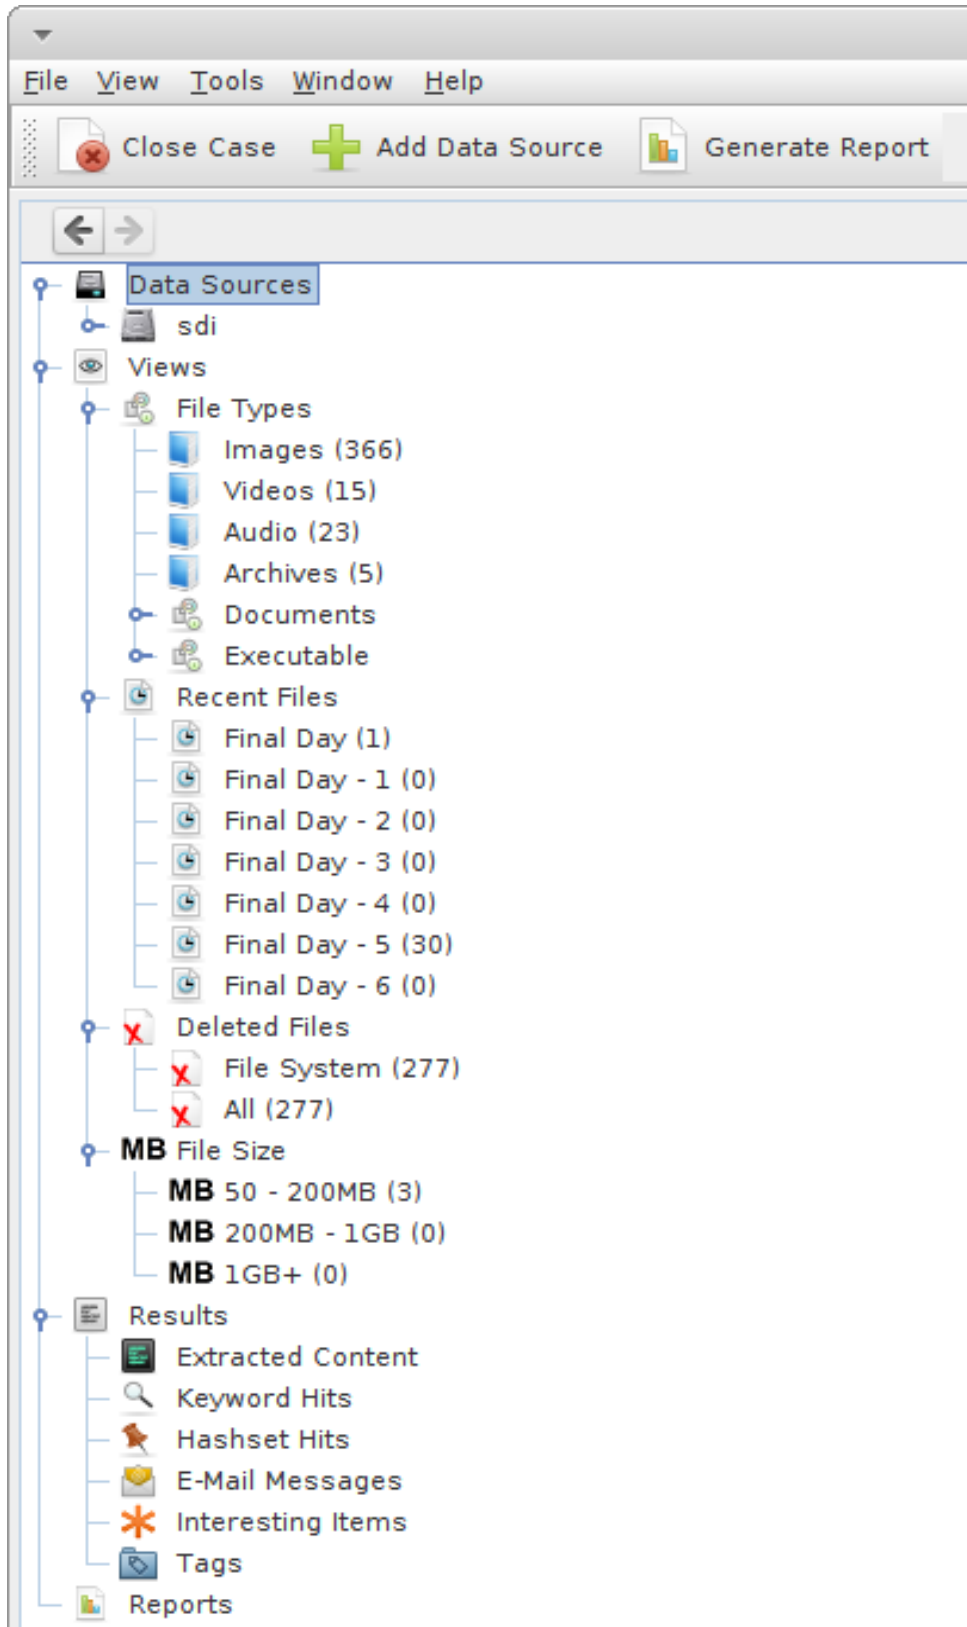 File View Tools Window Help
Close Case Add Data Source Generate Report
Data Sources
sdi
Views
File Types
Images (366)
Videos (15)
Audio (23)
Archives (5)
Documents
Executable
Recent Files
Final Day (1)
Final Day - 1 (0)
Final Day - 2 (0)
Final Day - 3 (0)
Final Day - 4 (0)
Final Day - 5 (30)
Final Day - 6 (0)
Deleted Files
File System (277)
All (277)
MB File Size
MB 50 - 200MB (3)
MB 200MB - 1GB (0)
MB 1GB+ (0)
Results
Extracted Content
Keyword Hits
Hashset Hits
E-Mail Messages
Interesting Items
Tags
Reports